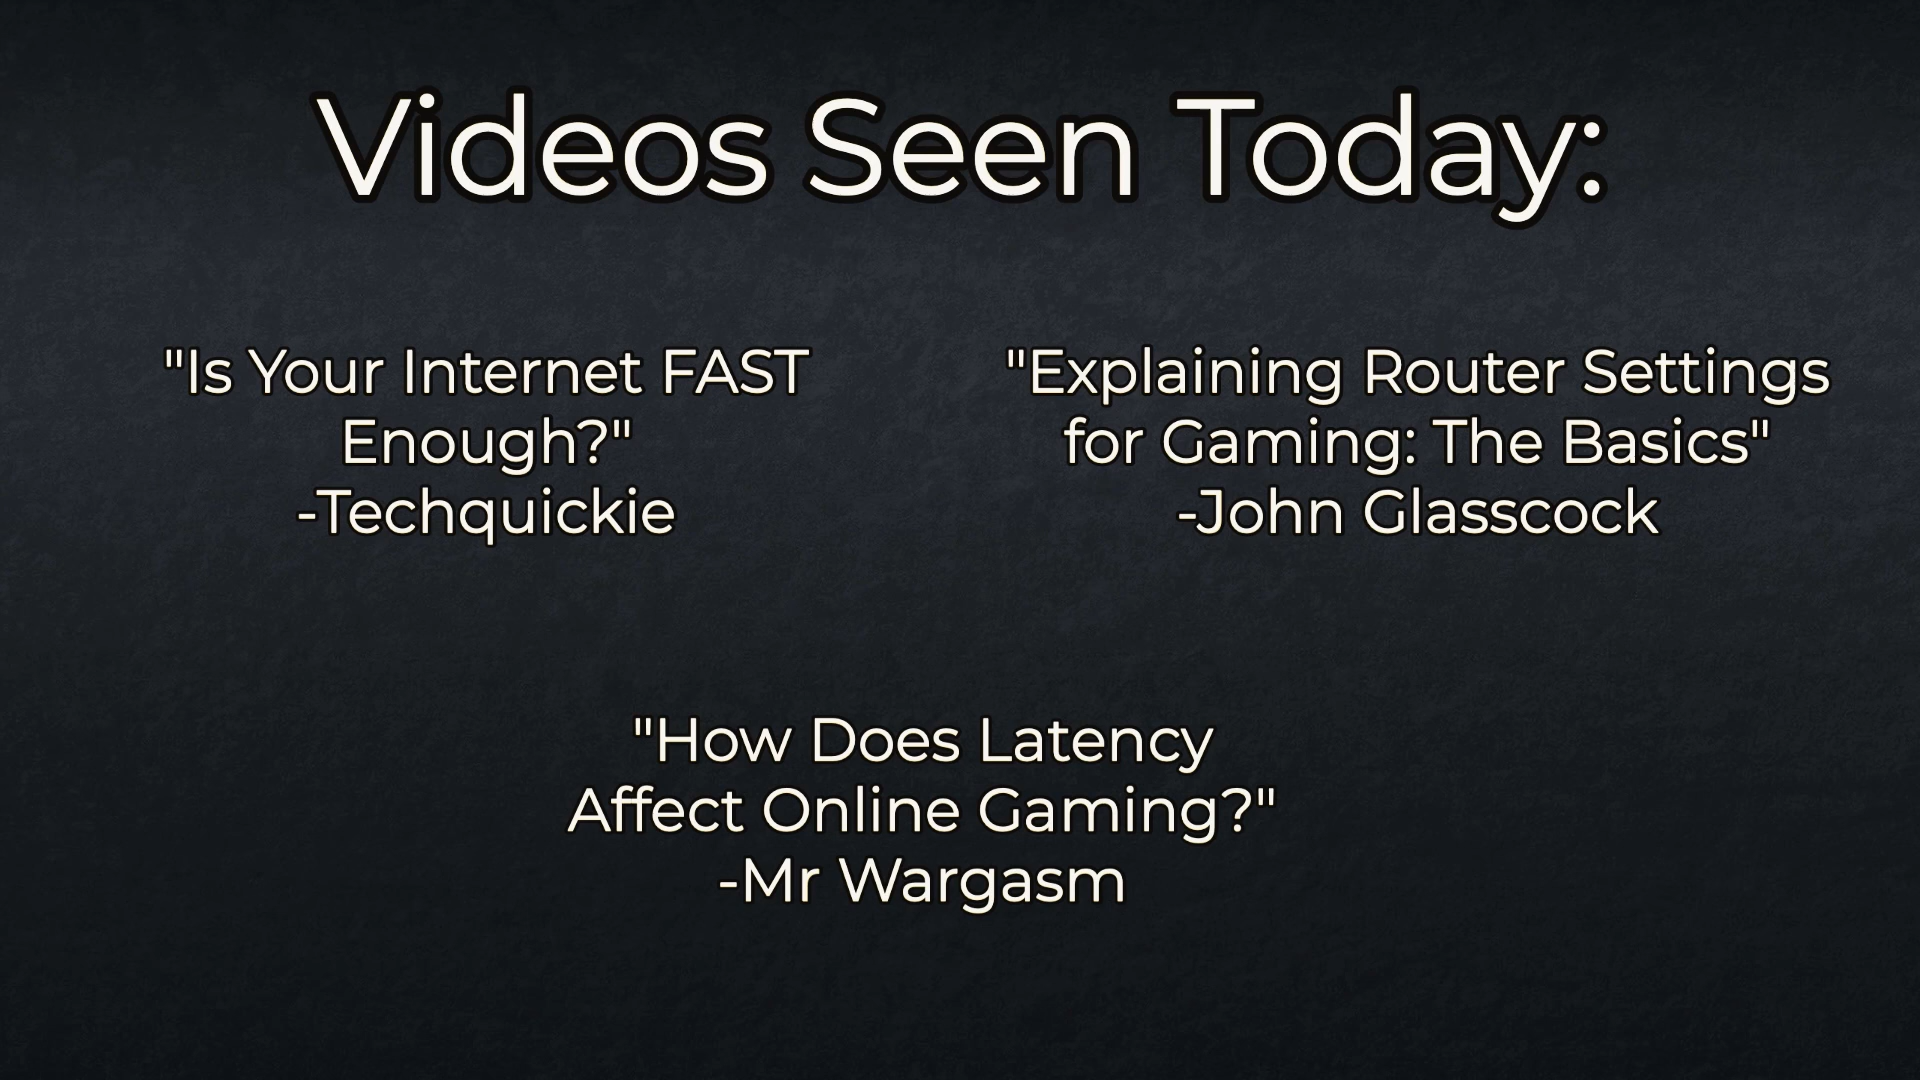 Videos Seen Today:
"Is Your Internet FAST
Enough?"
-Techquickie
"Explaining Router Settings
for Gaming: The Basics"
-John Glasscock
"How Does Latency
Affect Online Gaming?"
-Mr Wargasm